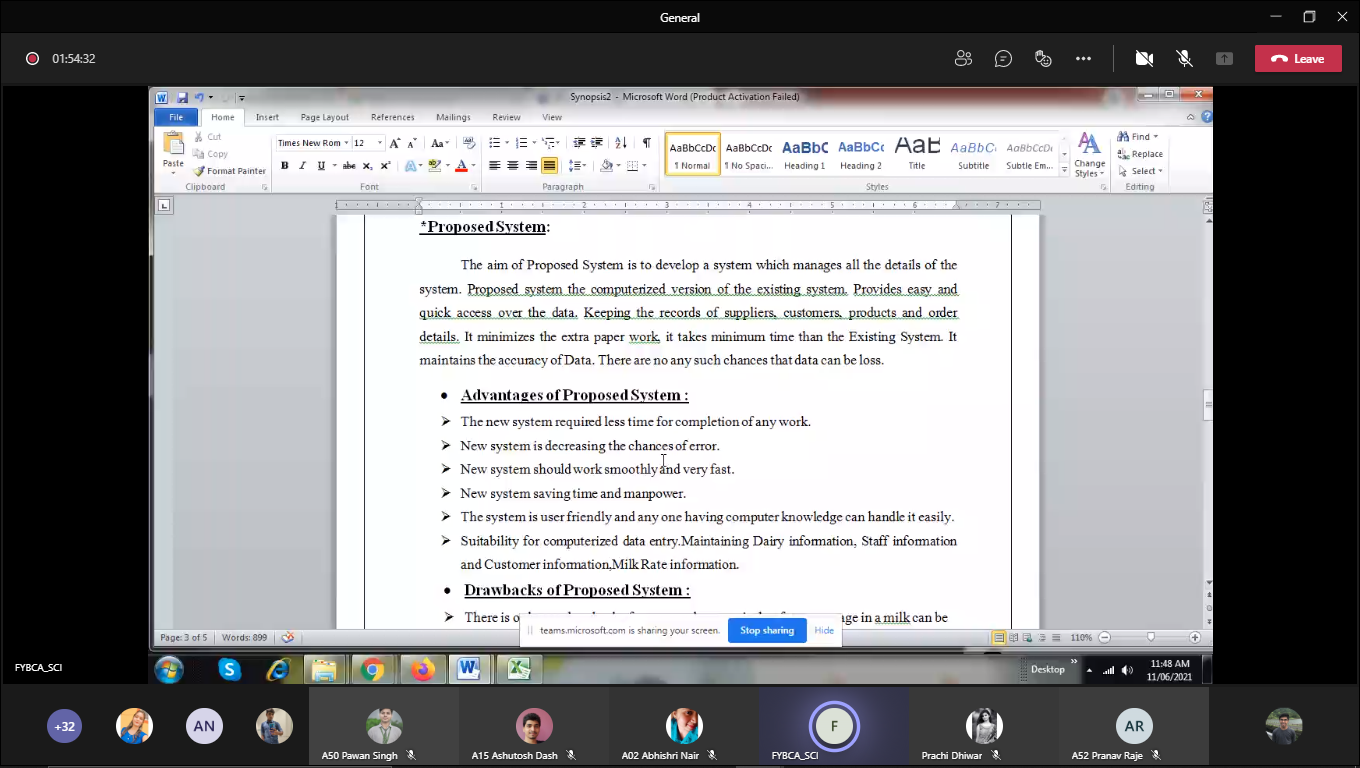 General
01:54:32
Leave
Synopsis2 - Microsoft Word (Product Activation Failed)
File Home Insert Page Layout References Mailings Review View
Paste
Cut
Copy
Format Painter
Times New Rom 12
Aa
B I U abc x₂ x²
AaBbCcDc
¶ Normal
AaBbCcDc
¶ No Spaci...
AaBbC
Heading 1
AaBbCc
Heading 2
AaB
Title
AaBbCc
Subtitle
AaBbCcDc
Subtle Em...
Change
Styles
Find
Replace
Select
Clipboard Font Paragraph Styles Editing
1 1 2 3 4 5 6 7
*Proposed System:
The aim of Proposed System is to develop a system which manages all the details of the
system. Proposed system the computerized version of the existing system. Provides easy and
quick access over the data. Keeping the records of suppliers, customers, products and order
details. It minimizes the extra paper work, it takes minimum time than the Existing System. It
maintains the accuracy of Data. There are no any such chances that data can be loss.
• Advantages of Proposed System :
➢ The new system required less time for completion of any work.
➢ New system is decreasing the chances of error.
➢ New system should work smoothly and very fast.
➢ New system saving time and manpower.
➢ The system is user friendly and any one having computer knowledge can handle it easily.
➢ Suitability for computerized data entry.Maintaining Dairy information, Staff information
and Customer information,Milk Rate information.
• Drawbacks of Proposed System :
➢ There is in a milk can be
teams.microsoft.com is sharing your screen. Stop sharing Hide
Page: 3 of 5 Words: 899 110%
FYBCA_SCI
Desktop
11:48 AM
11/06/2021
+32
AN
A50 Pawan Singh
A15 Ashutosh Dash
A02 Abhishri Nair
F
FYBCA_SCI
Prachi Dhiwar
AR
A52 Pranav Raje